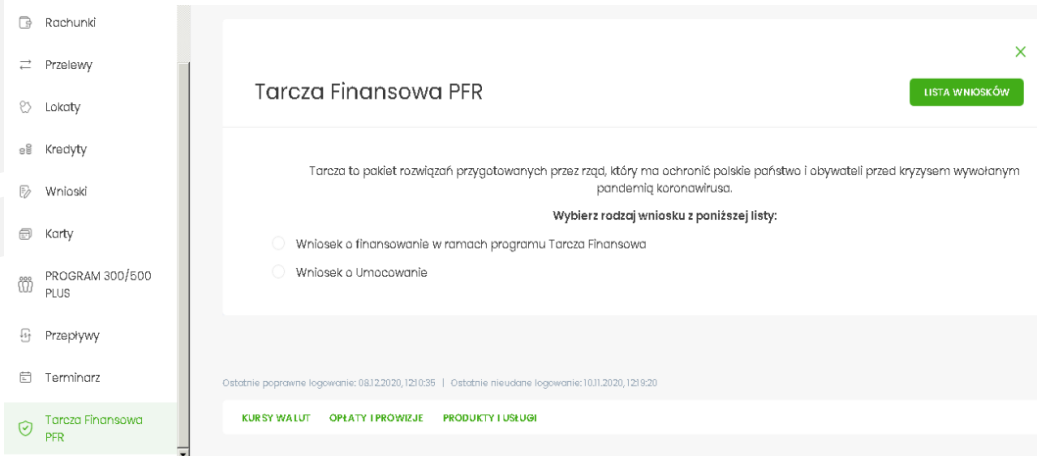 Rachunki
Przelewy
Lokaty
Kredyty
Wnioski
Karty
PROGRAM 300/500
PLUS
Przepływy
Terminarz
Tarcza Finansowa
PFR
Tarcza Finansowa PFR
LISTA WNIOSKÓW
Tarcza to pakiet rozwiązań przygotowanych przez rząd, który ma ochronić polskie państwo i obywateli przed kryzysem wywołanym
pandemią koronawirusa.
Wybierz rodzaj wniosku z poniższej listy:
Wniosek o finansowanie w ramach programu Tarcza Finansowa
Wniosek o Umocowanie
Ostatnie poprawne logowanie: 08.12.2020, 12:10:35 | Ostatnie nieudane logowanie: 10.11.2020, 12:19:20
KURSY WALUT OPŁATY I PROWIZJE PRODUKTY I USŁUGI